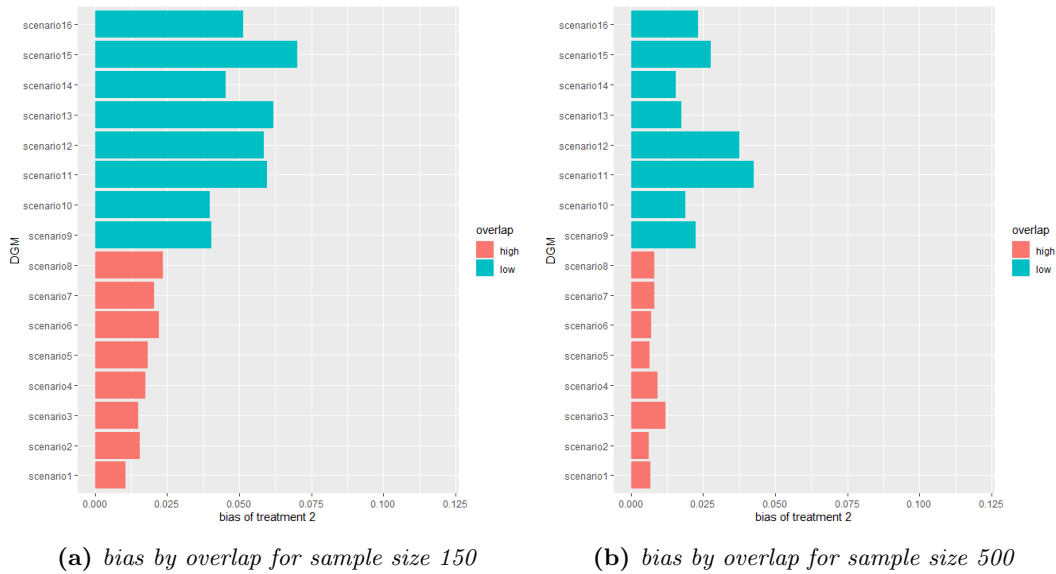 scenario16
scenario15
scenario14
scenario13
scenario12
scenario11
scenario10
scenario9
scenario8
scenario7
scenario6
scenario5
scenario4
scenario3
scenario2
scenario1
DGM
0.000 0.025 0.050 0.075 0.100 0.125
bias of treatment 2
overlap
high
low
(a) bias by overlap for sample size 150
scenario16
scenario15
scenario14
scenario13
scenario12
scenario11
scenario10
scenario9
scenario8
scenario7
scenario6
scenario5
scenario4
scenario3
scenario2
scenario1
DGM
0.000 0.025 0.050 0.075 0.100 0.125
bias of treatment 2
overlap
high
low
(b) bias by overlap for sample size 500